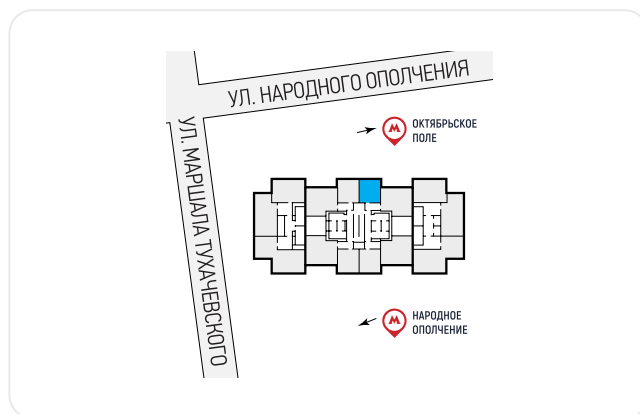 УЛ. НАРОДНОГО ОПОЛЧЕНИЯ
УЛ. МАРШАЛА ТУХАЧЕВСКОГО
М ОКТЯБРЬСКОЕ
ПОЛЕ
М НАРОДНОЕ
ОПОЛЧЕНИЕ